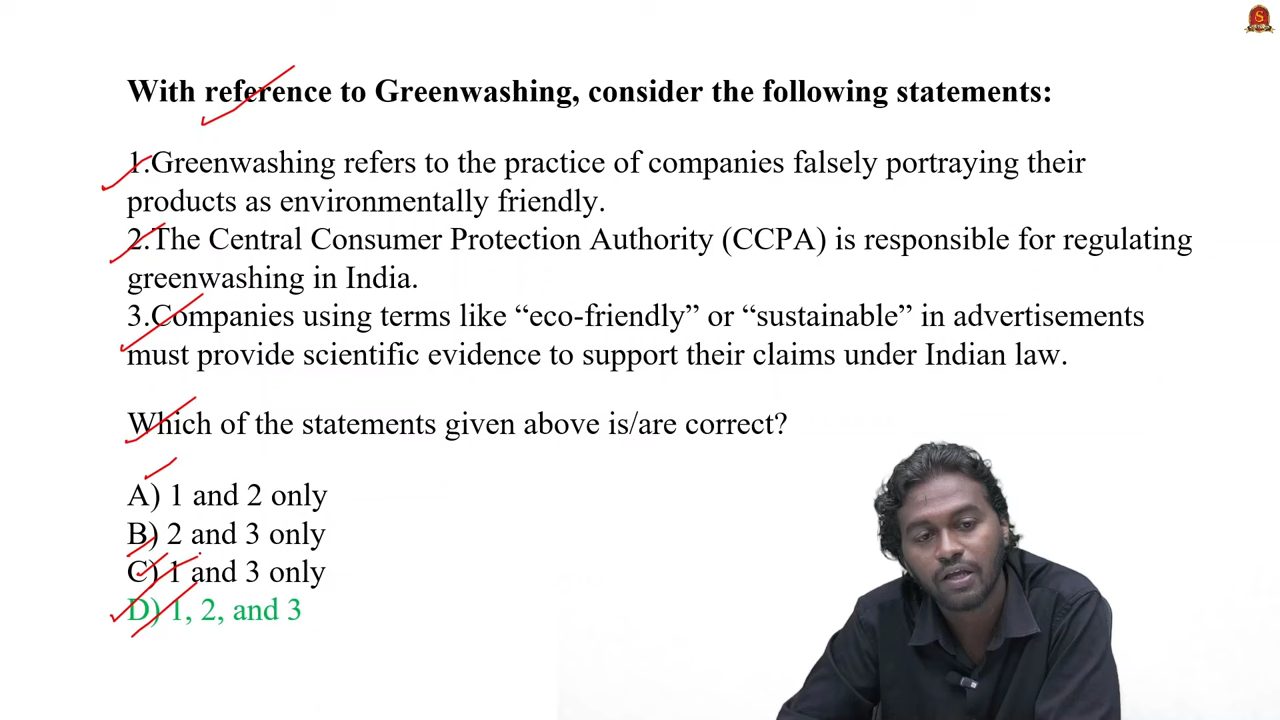 With reference to Greenwashing, consider the following statements:
1.Greenwashing refers to the practice of companies falsely portraying their
products as environmentally friendly.
2.The Central Consumer Protection Authority (CCPA) is responsible for regulating
greenwashing in India.
3.Companies using terms like “eco-friendly” or “sustainable” in advertisements
must provide scientific evidence to support their claims under Indian law.
Which of the statements given above is/are correct?
A) 1 and 2 only
B) 2 and 3 only
C) 1 and 3 only
D) 1, 2, and 3